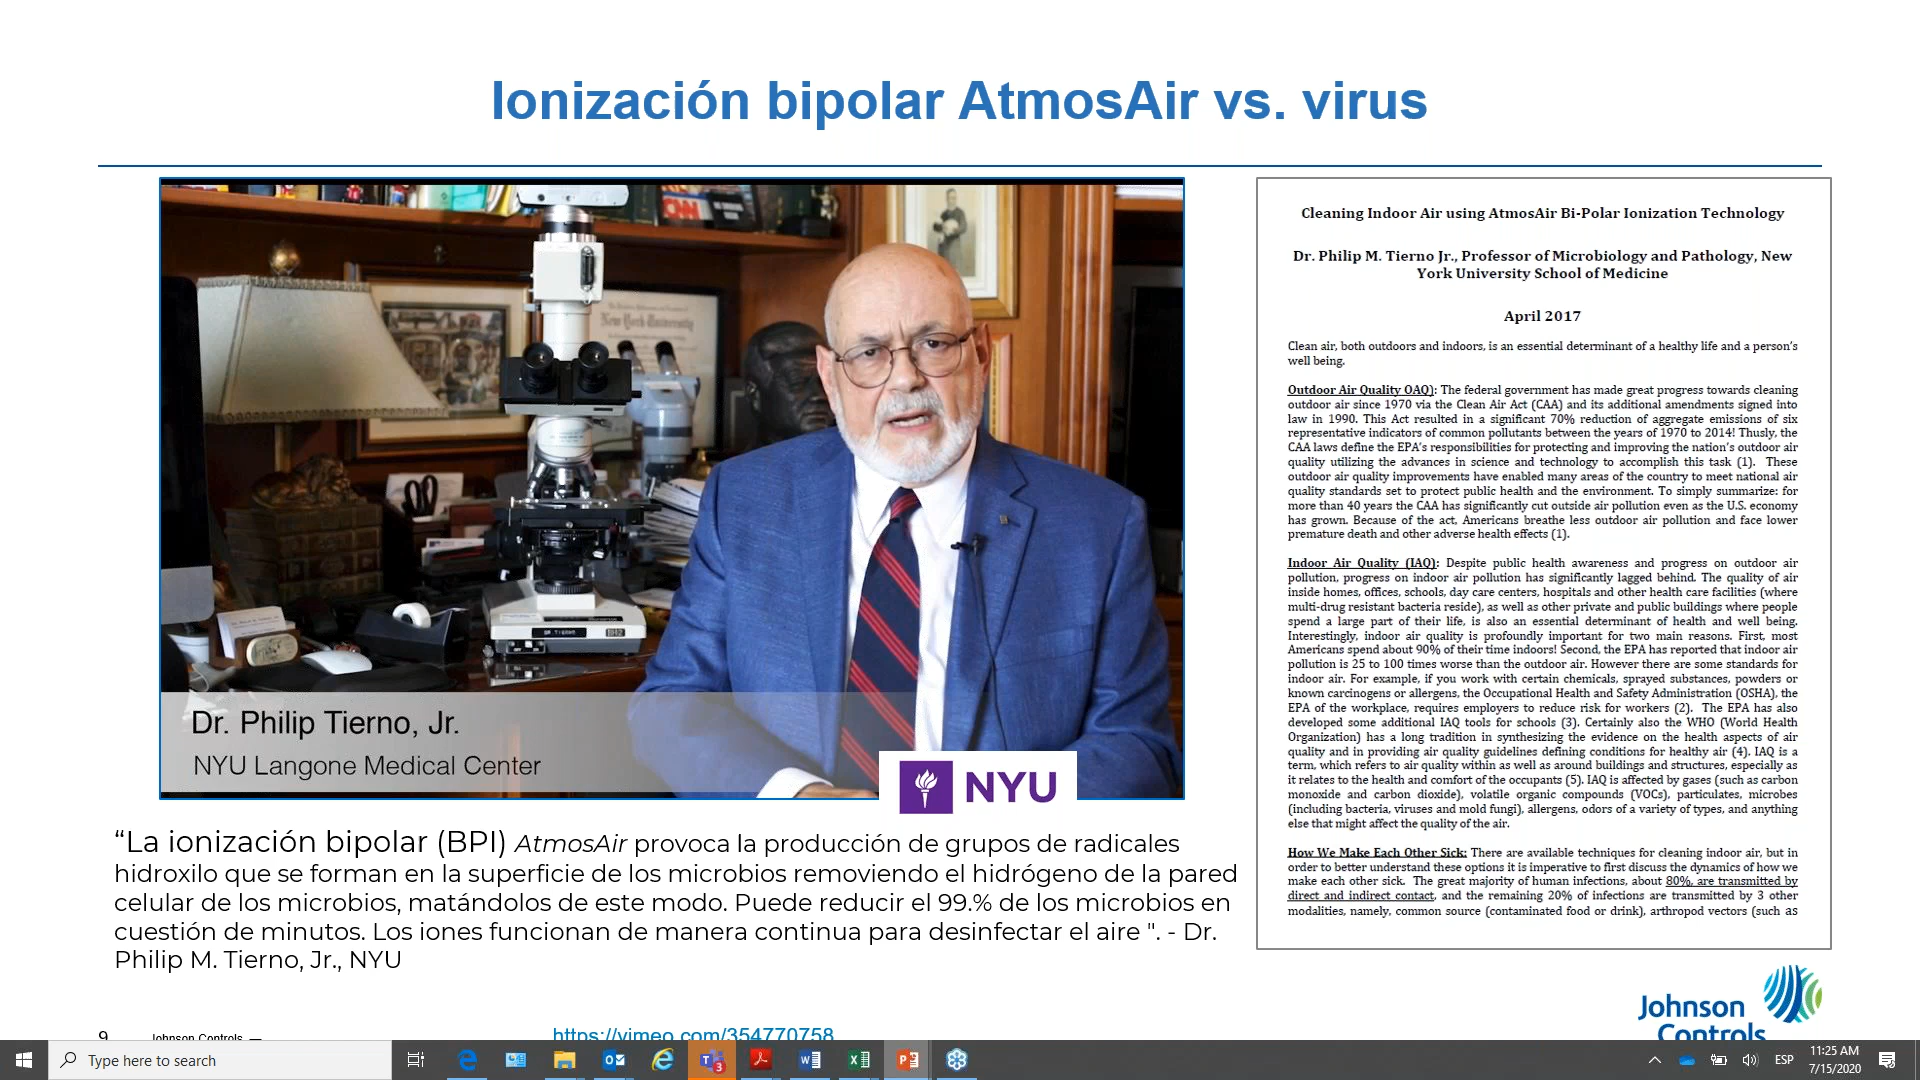 Ionización bipolar AtmosAir vs. virus
CNN
New York University
DR TIERNO
Dr. Philip Tierno, Jr.
NYU Langone Medical Center
NYU
“La ionización bipolar (BPI) AtmosAir provoca la producción de grupos de radicales
hidroxilo que se forman en la superficie de los microbios removiendo el hidrógeno de la pared
celular de los microbios, matándolos de este modo. Puede reducir el 99.% de los microbios en
cuestión de minutos. Los iones funcionan de manera continua para desinfectar el aire ". - Dr.
Philip M. Tierno, Jr., NYU
Cleaning Indoor Air using AtmosAir Bi-Polar Ionization Technology
Dr. Philip M. Tierno Jr., Professor of Microbiology and Pathology, New
York University School of Medicine
April 2017
Clean air, both outdoors and indoors, is an essential determinant of a healthy life and a person's
well being.
Outdoor Air Quality OAQ): The federal government has made great progress towards cleaning
outdoor air since 1970 via the Clean Air Act (CAA) and its additional amendments signed into
law in 1990. This Act resulted in a significant 70% reduction of aggregate emissions of six
representative indicators of common pollutants between the years of 1970 to 2014! Thusly, the
CAA laws define the EPA's responsibilities for protecting and improving the nation's outdoor air
quality utilizing the advances in science and technology to accomplish this task (1). These
outdoor air quality improvements have enabled many areas of the country to meet national air
quality standards set to protect public health and the environment. To simply summarize: for
more than 40 years the CAA has significantly cut outside air pollution even as the U.S. economy
has grown. Because of the act, Americans breathe less outdoor air pollution and face lower
premature death and other adverse health effects (1).
Indoor Air Quality (IAQ): Despite public health awareness and progress on outdoor air
pollution, progress on indoor air pollution has significantly lagged behind. The quality of air
inside homes, offices, schools, day care centers, hospitals and other health care facilities (where
multi-drug resistant bacteria reside), as well as other private and public buildings where people
spend a large part of their life, is also an essential determinant of health and well being.
Interestingly, indoor air quality is profoundly important for two main reasons. First, most
Americans spend about 90% of their time indoors! Second, the EPA has reported that indoor air
pollution is 25 to 100 times worse than the outdoor air. However there are some standards for
indoor air. For example, if you work with certain chemicals, sprayed substances, powders or
known carcinogens or allergens, the Occupational Health and Safety Administration (OSHA), the
EPA of the workplace, requires employers to reduce risk for workers (2). The EPA has also
developed some additional IAQ tools for schools (3). Certainly also the WHO (World Health
Organization) has a long tradition in synthesizing the evidence on the health aspects of air
quality and in providing air quality guidelines defining conditions for healthy air (4). IAQ is a
term, which refers to air quality within as well as around buildings and structures, especially as
it relates to the health and comfort of the occupants (5). IAQ is affected by gases (such as carbon
monoxide and carbon dioxide), volatile organic compounds (VOCs), particulates, microbes
(including bacteria, viruses and mold fungi), allergens, odors of a variety of types, and anything
else that might affect the quality of the air.
How We Make Each Other Sick: There are available techniques for cleaning indoor air, but in
order to better understand these options it is imperative to first discuss the dynamics of how we
make each other sick. The great majority of human infections, about 80%, are transmitted by
direct and indirect contact, and the remaining 20% of infections are transmitted by 3 other
modalities, namely, common source (contaminated food or drink), arthropod vectors (such as
Johnson
Controls
9
Johnson Controls —
https://vimeo.com/354770758
Type here to search
3
ESP
11:25 AM
7/15/2020